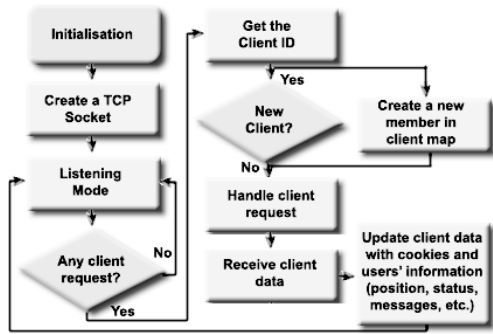 Initialisation
Create a TCP
Socket
Listening
Mode
Any client
request?
No
Yes
Get the
Client ID
Yes
New
Client?
No
Create a new
member in
client map
Handle client
request
Receive client
data
Update client data
with cookies and
users' information
(position, status,
messages, etc.)